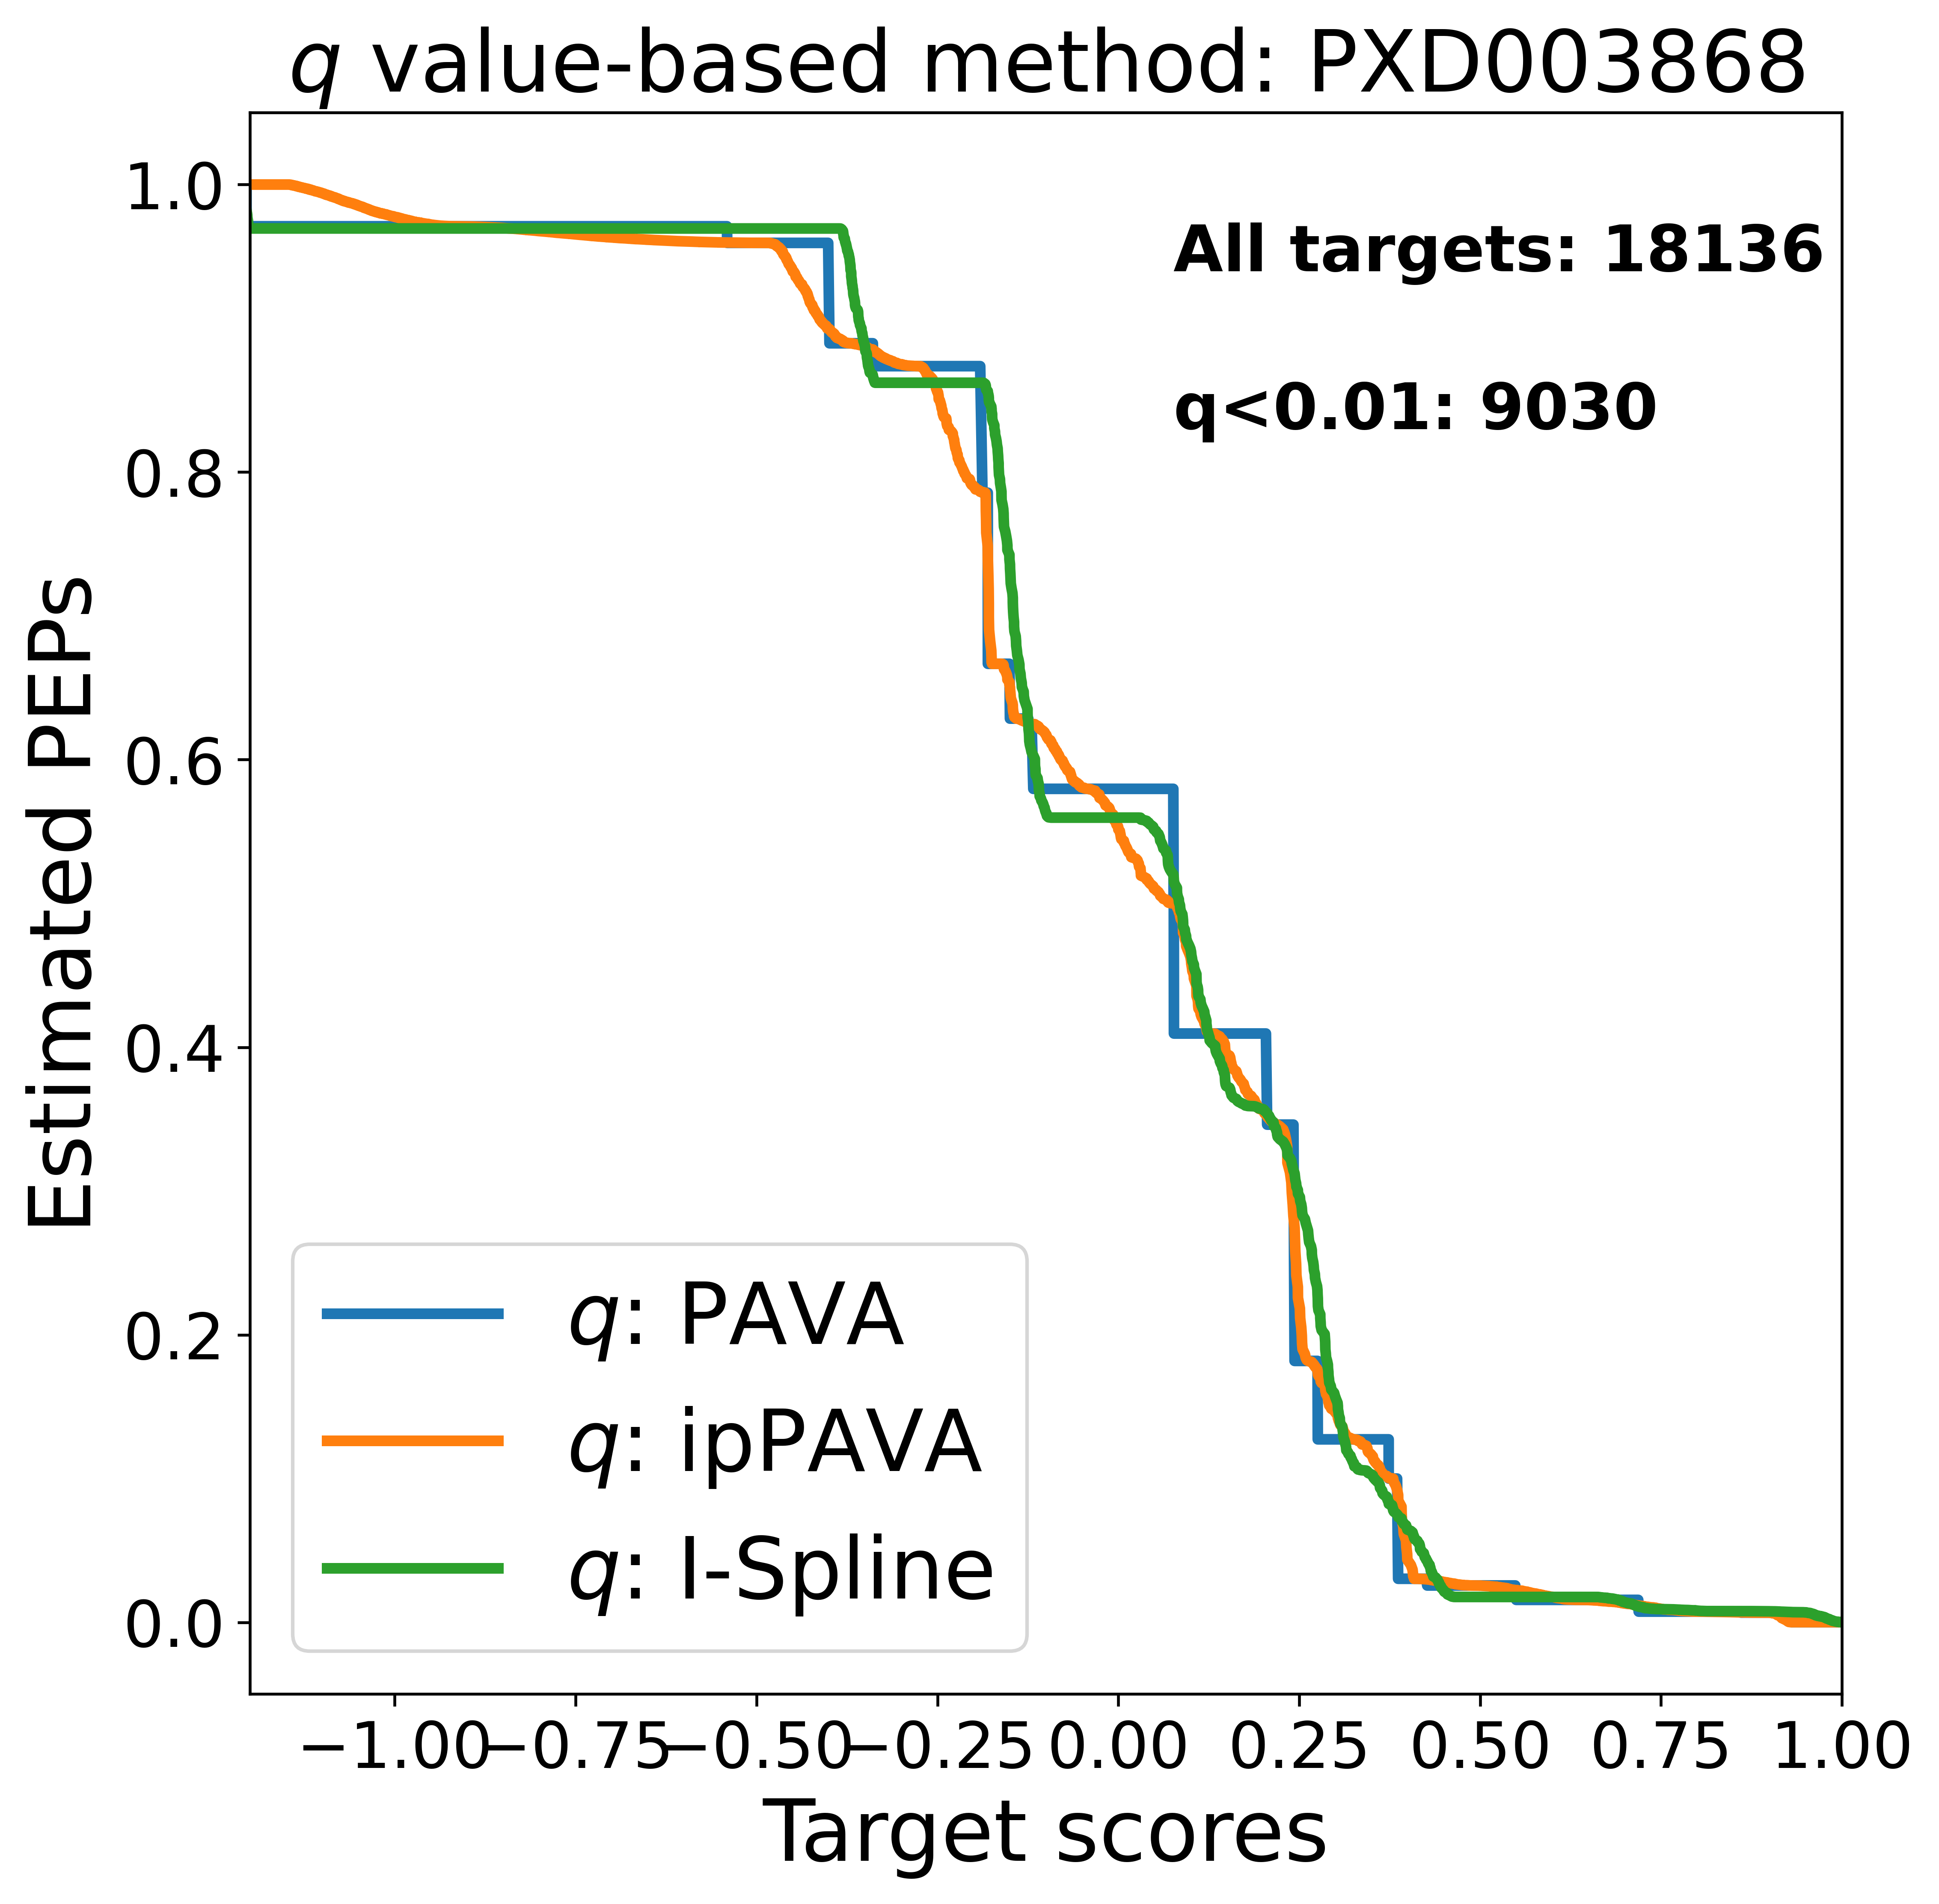 q value-based method: PXD003868
All targets: 18136
q<0.01: 9030
Estimated PEPs
1.0
0.8
0.6
0.4
0.2
0.0
q: PAVA
q: ipPAVA
q: I-Spline
−1.00 −0.75 −0.50 −0.25 0.00 0.25 0.50 0.75 1.00
Target scores